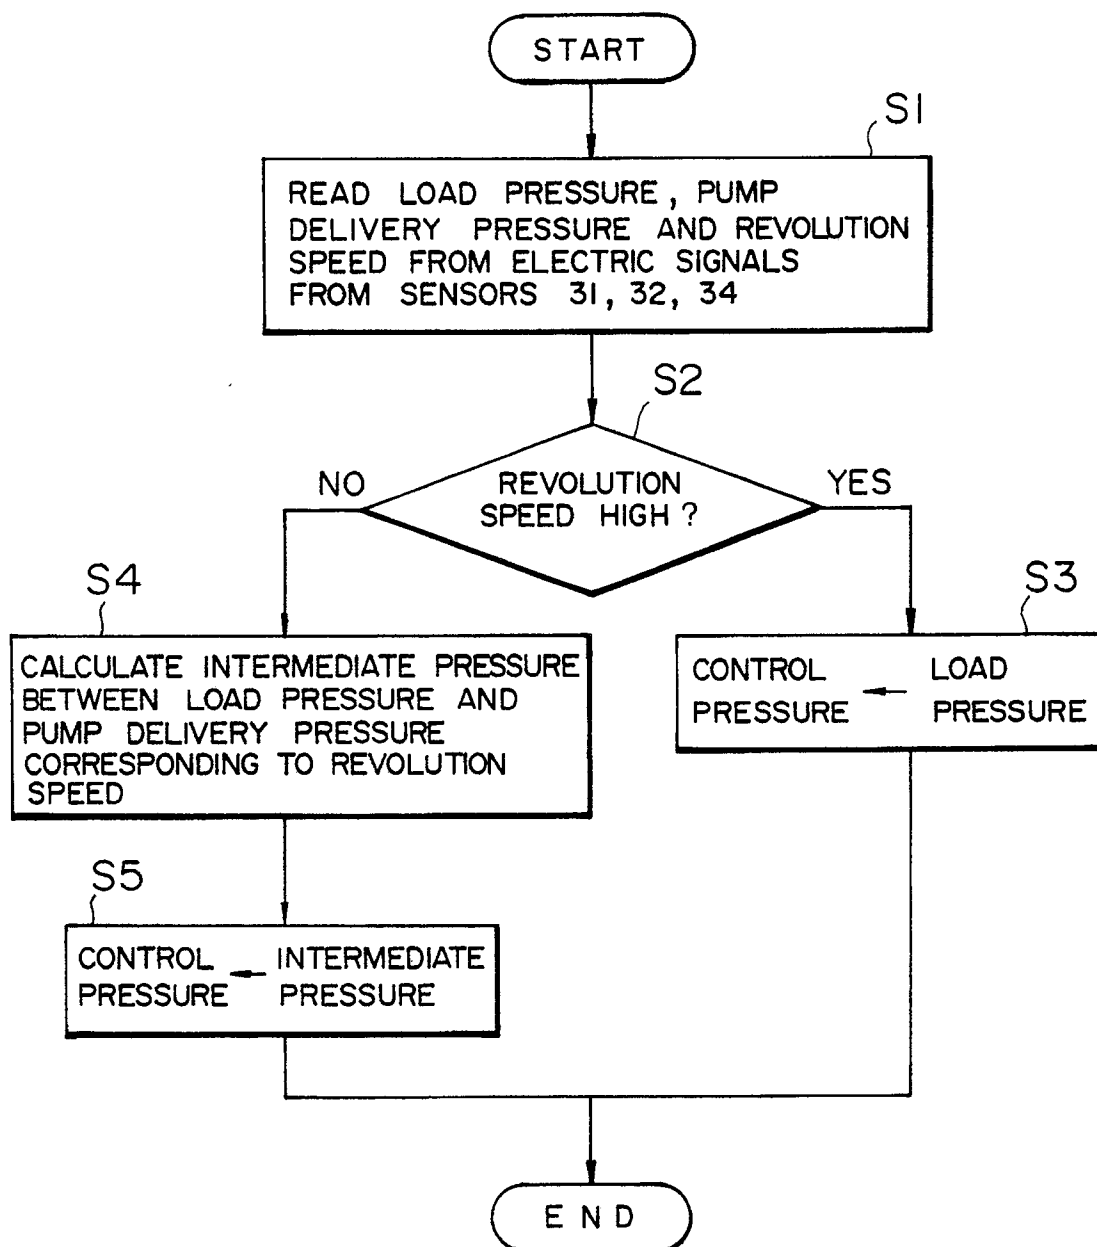 START
S1
READ LOAD PRESSURE, PUMP
DELIVERY PRESSURE AND REVOLUTION
SPEED FROM ELECTRIC SIGNALS
FROM SENSORS 31, 32, 34
S2
NO
REVOLUTION
SPEED HIGH?
YES
S4
CALCULATE INTERMEDIATE PRESSURE
BETWEEN LOAD PRESSURE AND
PUMP DELIVERY PRESSURE
CORRESPONDING TO REVOLUTION
SPEED
S3
CONTROL ← LOAD
PRESSURE PRESSURE
S5
CONTROL ← INTERMEDIATE
PRESSURE PRESSURE
END